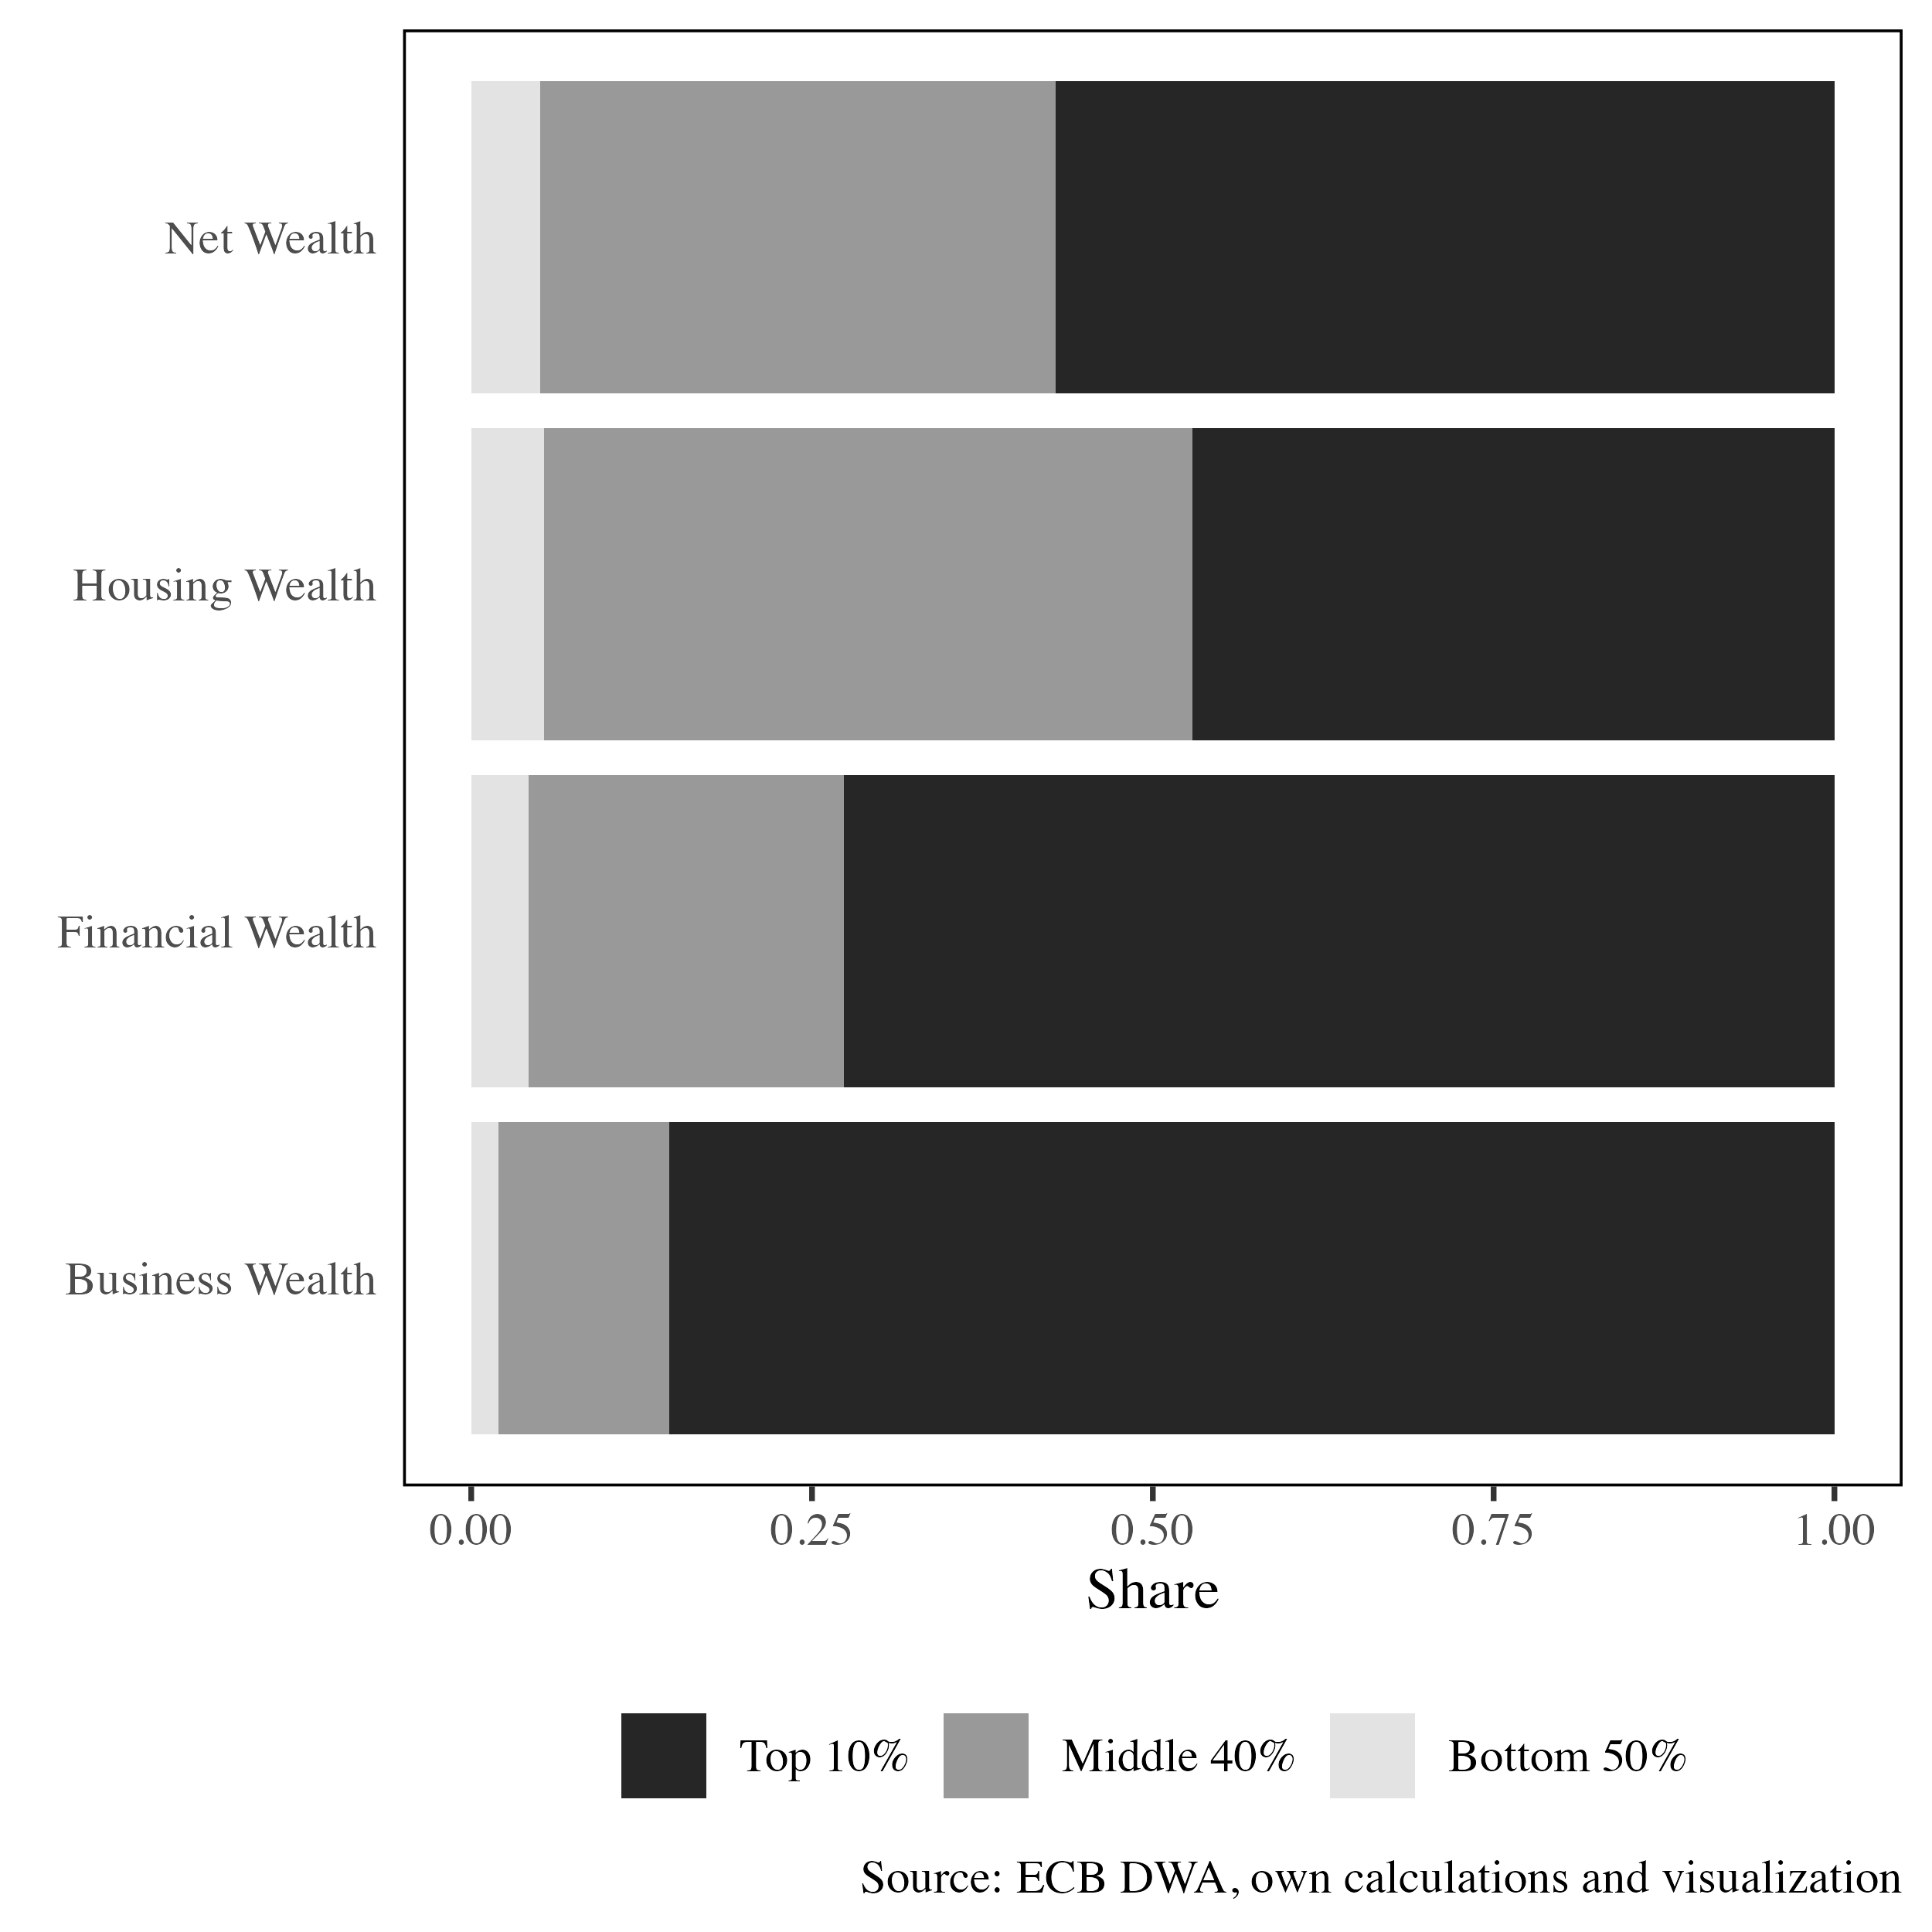 Net Wealth
Housing Wealth
Financial Wealth
Business Wealth
0.00 0.25 0.50 0.75 1.00
Share
Top 10% Middle 40% Bottom 50%
Source: ECB DWA, own calculations and visualization